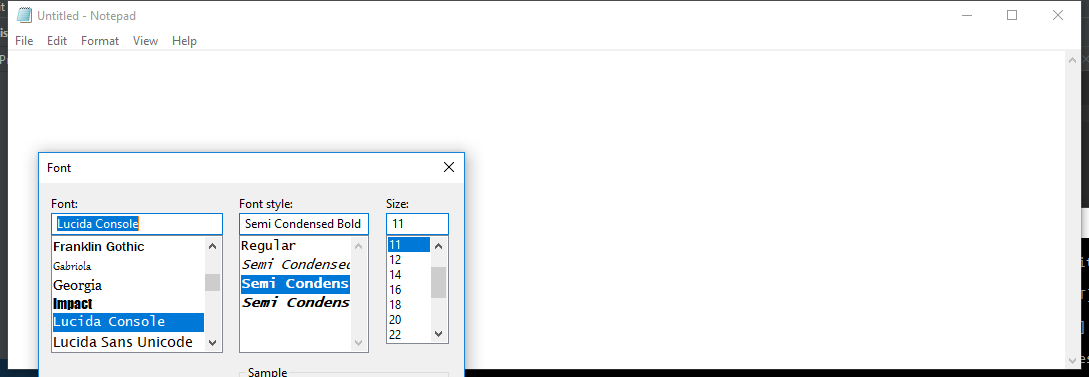 Untitled - Notepad
File Edit Format View Help
Font
Font: Font style: Size:
Lucida Console Semi Condensed Bold 11
Franklin Gothic
Gabriola
Georgia
Impact
Lucida Console
Lucida Sans Unicode
Regular
Semi Condensed
Semi Condens
Semi Condens
11
12
14
16
18
20
22
Sample